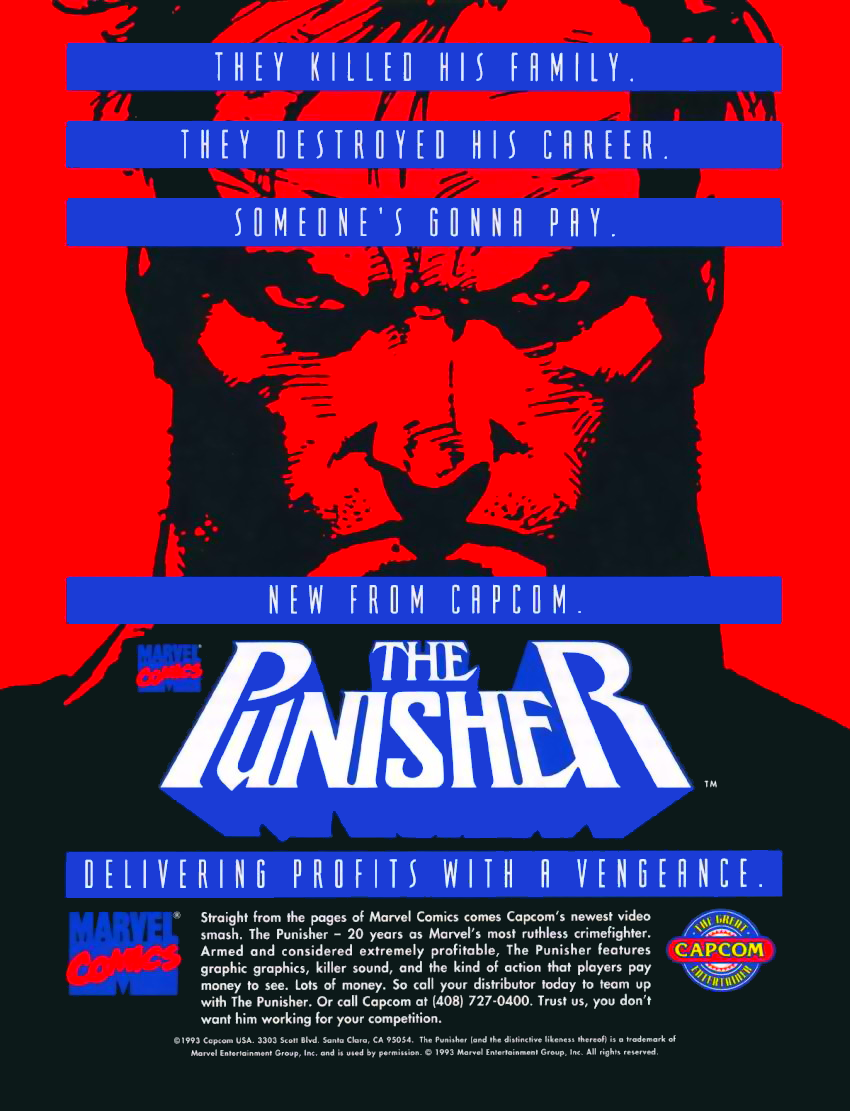 THEY KILLED HIS FAMILY.
THEY DESTROYED HIS CAREER.
SOMEONE'S GONNA PAY.
NEW FROM CAPCOM.
MARVEL
COMICS
THE
PUNISHER™
DELIVERING PROFITS WITH A VENGEANCE.
MARVEL®
COMICS
Straight from the pages of Marvel Comics comes Capcom's newest video
smash. The Punisher – 20 years as Marvel's most ruthless crimefighter.
Armed and considered extremely profitable, The Punisher features
graphic graphics, killer sound, and the kind of action that players pay
money to see. Lots of money. So call your distributor today to team up
with The Punisher. Or call Capcom at (408) 727-0400. Trust us, you don't
want him working for your competition.
THE GREAT
CAPCOM
ENTERTAINER
©1993 Capcom USA. 3303 Scott Blvd. Santa Clara, CA 95054. The Punisher (and the distinctive likeness thereof) is a trademark of
Marvel Entertainment Group, Inc. and is used by permission. © 1993 Marvel Entertainment Group, Inc. All rights reserved.